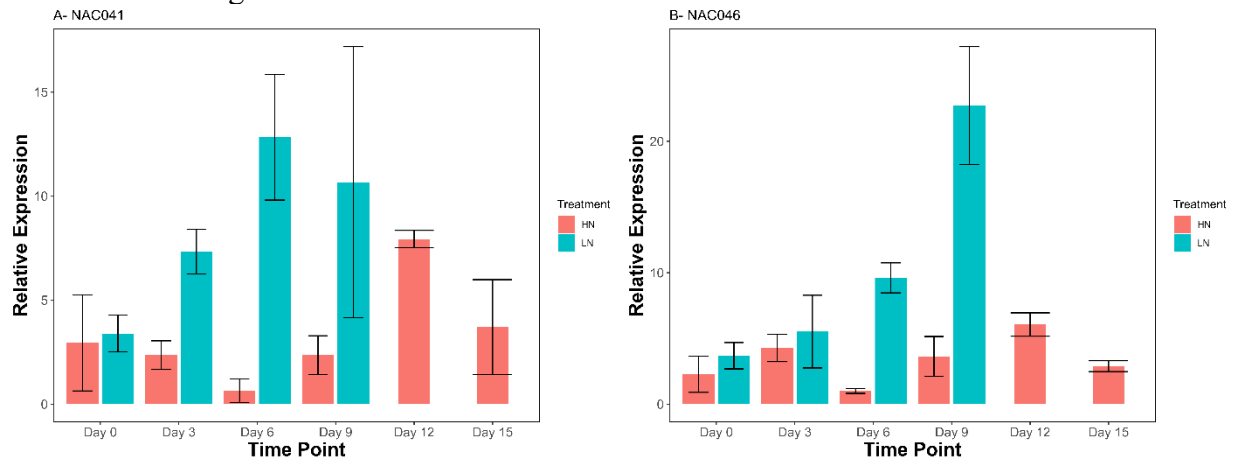 A- NAC041
Relative Expression
15
10
5
0
Day 0 Day 3 Day 6 Day 9 Day 12 Day 15
Time Point
Treatment
HN
LN
B- NAC046
Relative Expression
20
10
0
Day 0 Day 3 Day 6 Day 9 Day 12 Day 15
Time Point
Treatment
HN
LN